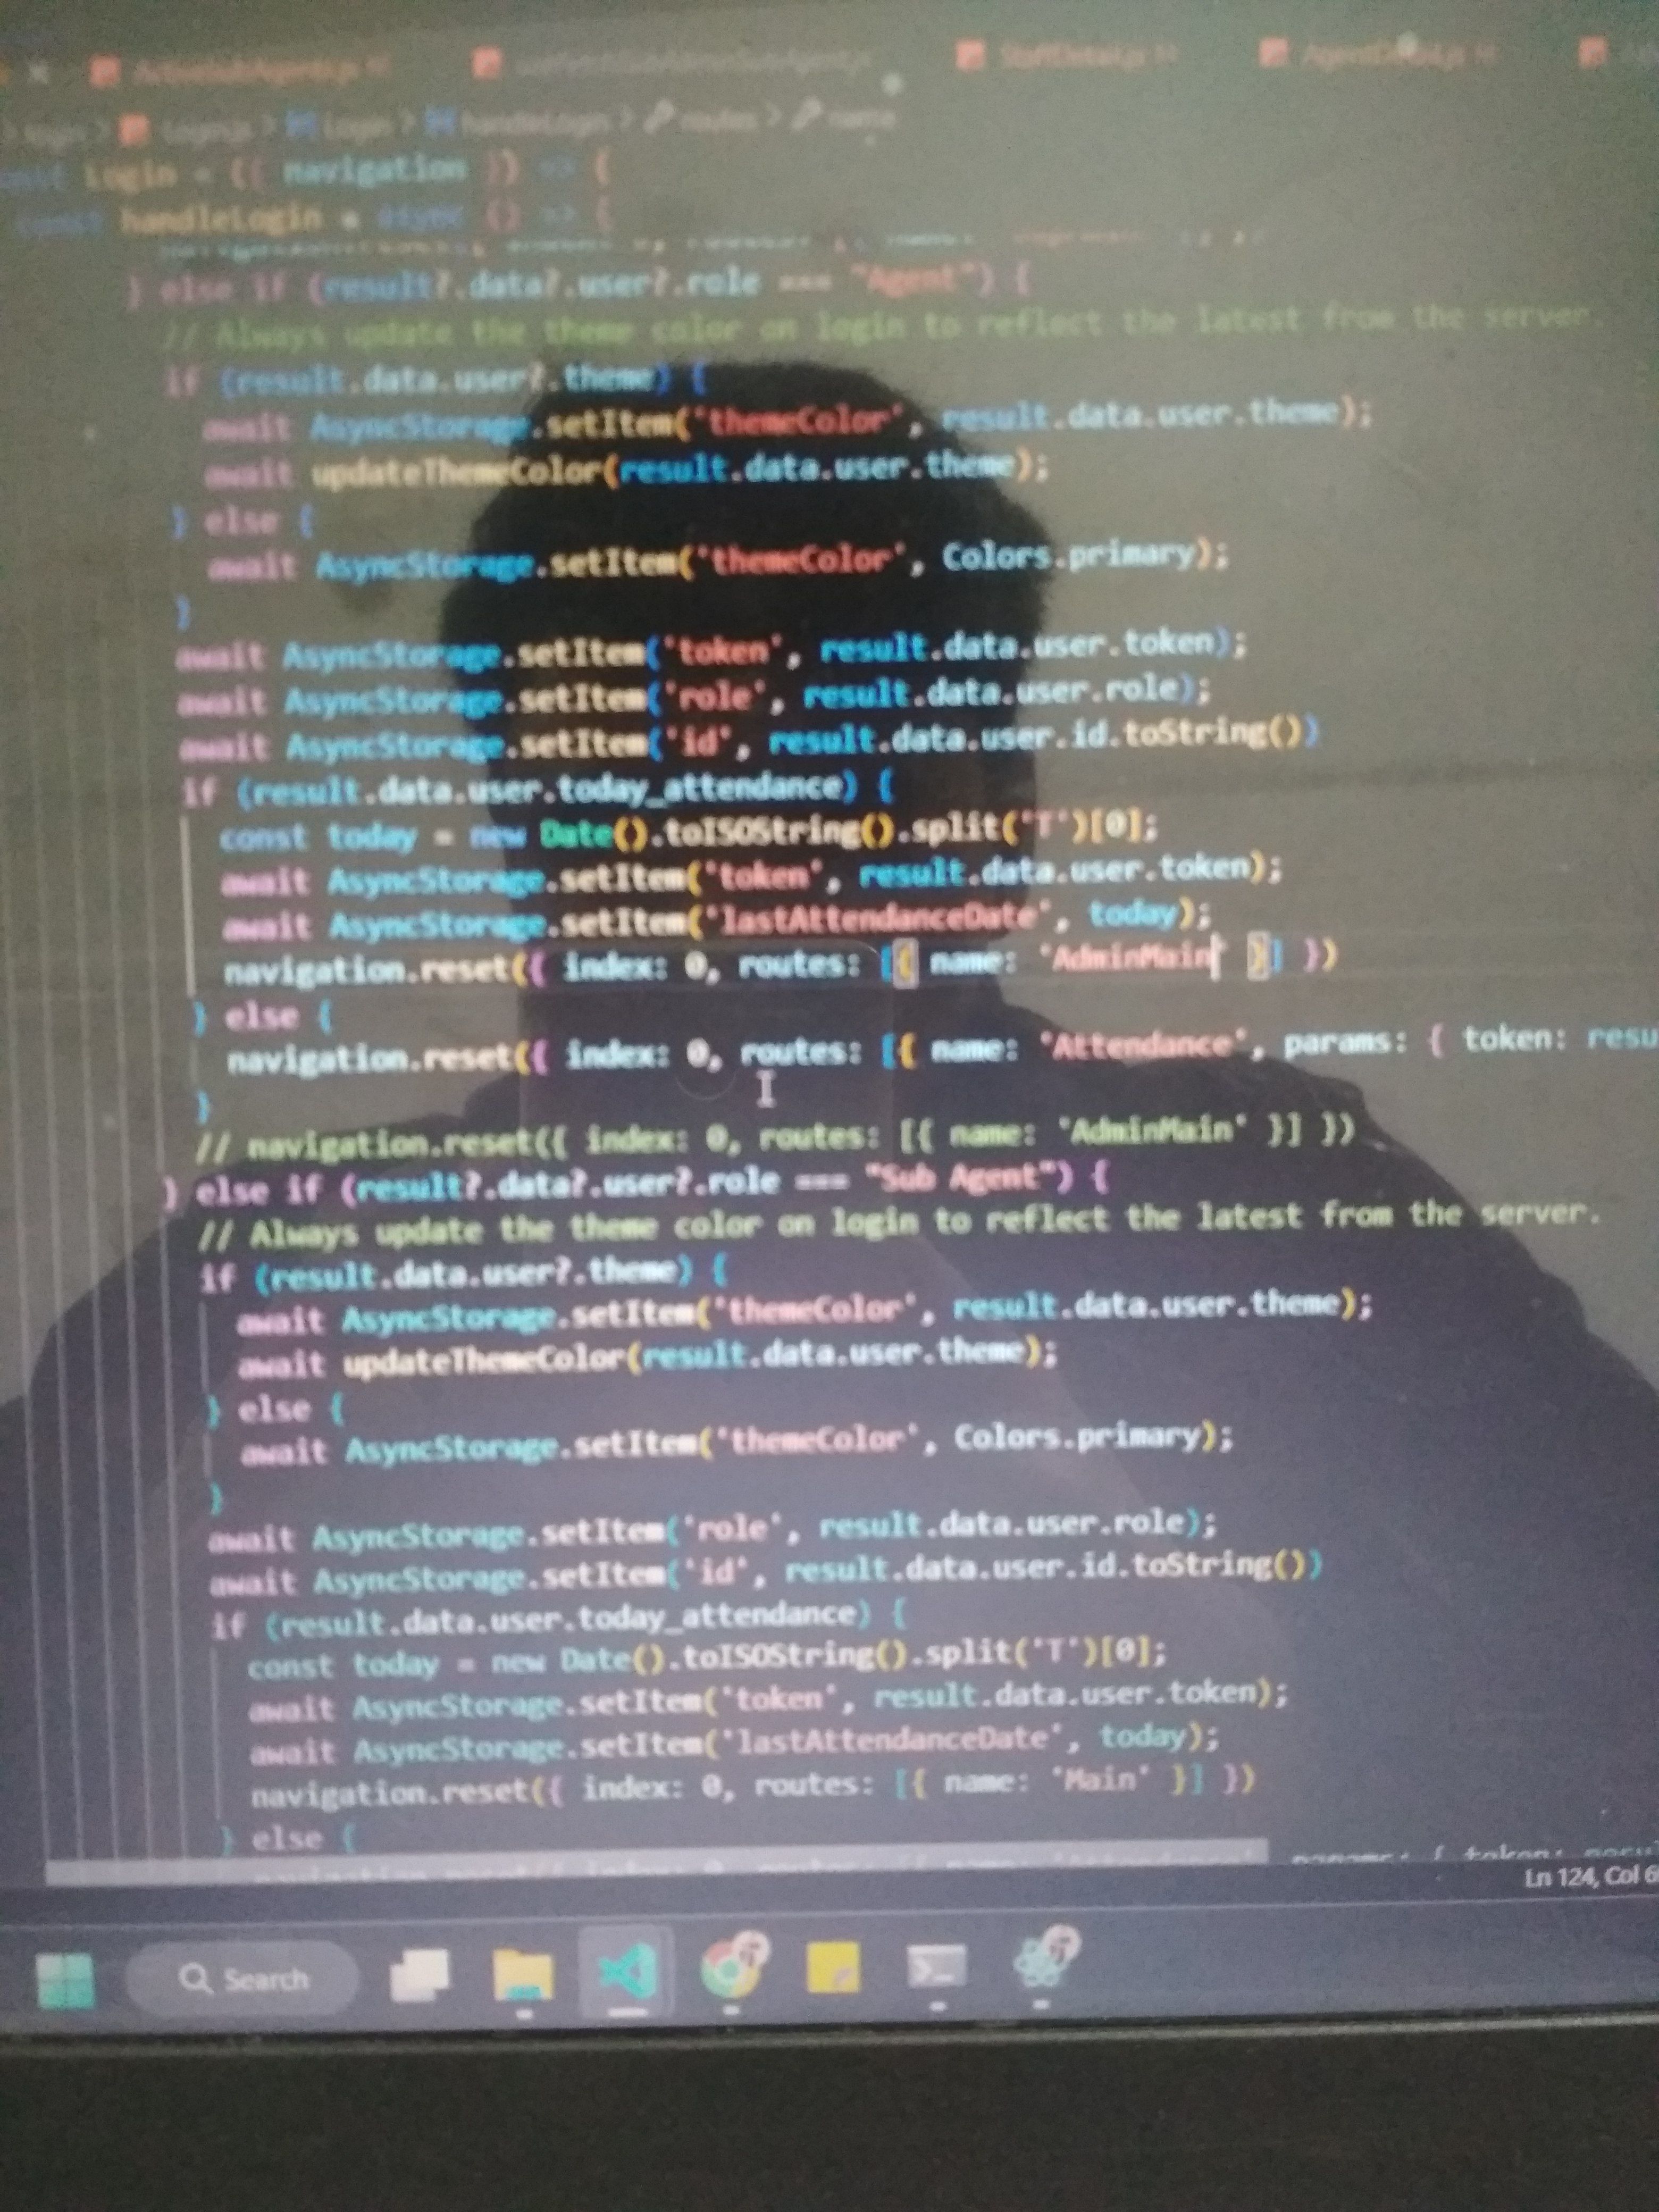 const Login = ({ navigation }) => {
const handleLogin = async () => {
} else if (result?.data?.user?.role === "Agent") {
// Always update the theme color on login to reflect the latest from the server.
if (result.data.user?.theme) {
await AsyncStorage.setItem('themeColor', result.data.user.theme);
await updateThemeColor(result.data.user.theme);
} else {
await AsyncStorage.setItem('themeColor', Colors.primary);
}
await AsyncStorage.setItem('token', result.data.user.token);
await AsyncStorage.setItem('role', result.data.user.role);
await AsyncStorage.setItem('id', result.data.user.id.toString())
if (result.data.user.today_attendance) {
const today = new Date().toISOString().split('T')[0];
await AsyncStorage.setItem('token', result.data.user.token);
await AsyncStorage.setItem('lastAttendanceDate', today);
navigation.reset({ index: 0, routes: [{ name: 'AdminMain' }] })
} else {
navigation.reset({ index: 0, routes: [{ name: 'Attendance', params: { token: resu
}
// navigation.reset({ index: 0, routes: [{ name: 'AdminMain' }] })
} else if (result?.data?.user?.role === "Sub Agent") {
// Always update the theme color on login to reflect the latest from the server.
if (result.data.user?.theme) {
await AsyncStorage.setItem('themeColor', result.data.user.theme);
await updateThemeColor(result.data.user.theme);
} else {
await AsyncStorage.setItem('themeColor', Colors.primary);
}
await AsyncStorage.setItem('role', result.data.user.role);
await AsyncStorage.setItem('id', result.data.user.id.toString())
if (result.data.user.today_attendance) {
const today = new Date().toISOString().split('T')[0];
await AsyncStorage.setItem('token', result.data.user.token);
await AsyncStorage.setItem('lastAttendanceDate', today);
navigation.reset({ index: 0, routes: [{ name: 'Main' }] })
} else {
Ln 124, Col 6
Search